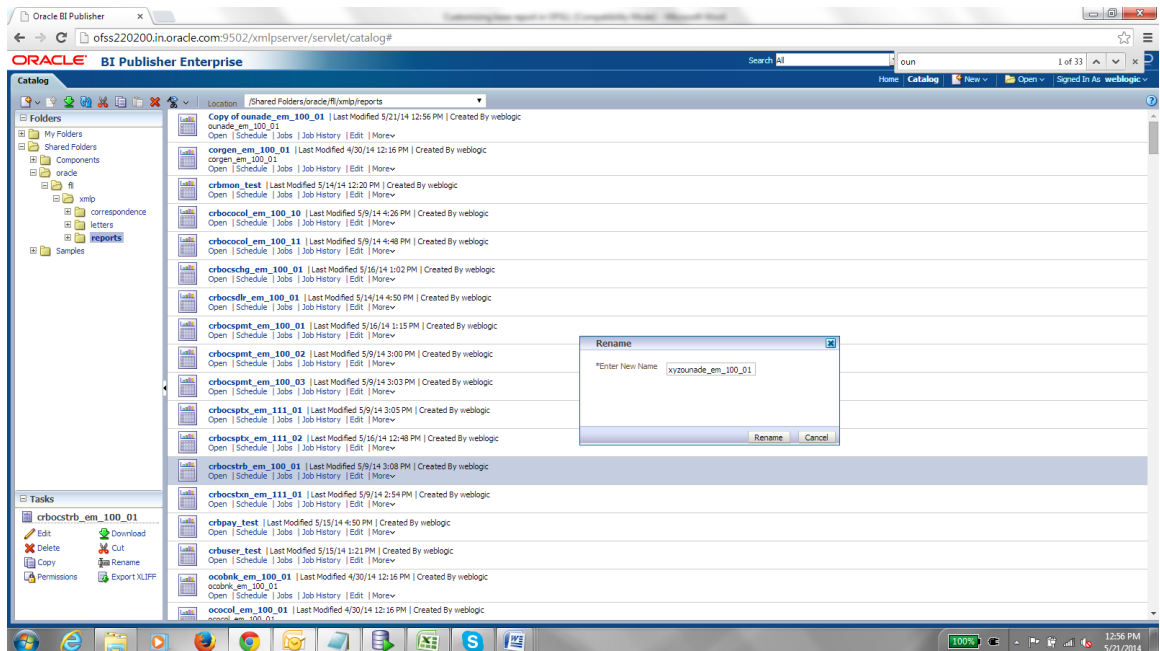 Oracle BI Publisher
ofss220200.in.oracle.com:9502/xmlpserver/servlet/catalog#
ORACLE BI Publisher Enterprise
Search All
oun 1 of 33
Catalog
Home Catalog New Open Signed In As weblogic
Location /Shared Folders/oracle/fl/xmlp/reports
Folders
My Folders
Shared Folders
Components
oracle
fl
xmlp
correspondence
letters
reports
Samples
Copy of ounade_em_100_01 | Last Modified 5/21/14 12:56 PM | Created By weblogic
ounade_em_100_01
Open | Schedule | Jobs | Job History | Edit | More
corgen_em_100_01 | Last Modified 4/30/14 12:16 PM | Created By weblogic
corgen_em_100_01
Open | Schedule | Jobs | Job History | Edit | More
crbmon_test | Last Modified 5/14/14 12:20 PM | Created By weblogic
Open | Schedule | Jobs | Job History | Edit | More
crbococol_em_100_10 | Last Modified 5/9/14 4:26 PM | Created By weblogic
Open | Schedule | Jobs | Job History | Edit | More
crbococol_em_100_11 | Last Modified 5/9/14 4:48 PM | Created By weblogic
Open | Schedule | Jobs | Job History | Edit | More
crbocschg_em_100_01 | Last Modified 5/16/14 1:02 PM | Created By weblogic
Open | Schedule | Jobs | Job History | Edit | More
crbocsdlr_em_100_01 | Last Modified 5/14/14 4:50 PM | Created By weblogic
Open | Schedule | Jobs | Job History | Edit | More
crbocspmt_em_100_01 | Last Modified 5/16/14 1:15 PM | Created By weblogic
Open | Schedule | Jobs | Job History | Edit | More
crbocspmt_em_100_02 | Last Modified 5/9/14 3:00 PM | Created By weblogic
Open | Schedule | Jobs | Job History | Edit | More
crbocspmt_em_100_03 | Last Modified 5/9/14 3:03 PM | Created By weblogic
Open | Schedule | Jobs | Job History | Edit | More
crbocsptx_em_111_01 | Last Modified 5/9/14 3:05 PM | Created By weblogic
Open | Schedule | Jobs | Job History | Edit | More
crbocsptx_em_111_02 | Last Modified 5/16/14 12:48 PM | Created By weblogic
Open | Schedule | Jobs | Job History | Edit | More
crbocstrb_em_100_01 | Last Modified 5/9/14 3:08 PM | Created By weblogic
Open | Schedule | Jobs | Job History | Edit | More
crbocstxn_em_111_01 | Last Modified 5/9/14 2:54 PM | Created By weblogic
Open | Schedule | Jobs | Job History | Edit | More
crbpay_test | Last Modified 5/15/14 4:50 PM | Created By weblogic
Open | Schedule | Jobs | Job History | Edit | More
crbuser_test | Last Modified 5/15/14 1:21 PM | Created By weblogic
Open | Schedule | Jobs | Job History | Edit | More
ocobnk_em_100_01 | Last Modified 4/30/14 12:16 PM | Created By weblogic
ocobnk_em_100_01
Open | Schedule | Jobs | Job History | Edit | More
ococol_em_100_01 | Last Modified 4/30/14 12:16 PM | Created By weblogic
ococol_em_100_01
Rename
*Enter New Name xyzounade_em_100_01
Rename Cancel
Tasks
crbocstrb_em_100_01
Edit Download
Delete Cut
Copy Rename
Permissions Export XLIFF
100%
12:56 PM
5/21/2014